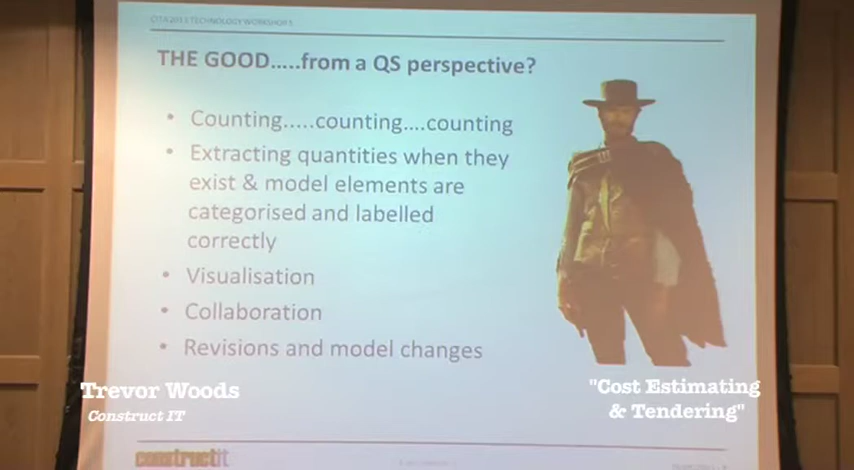 CITA 2013 TECHNOLOGY WORKSHOPS
THE GOOD.....from a QS perspective?
• Counting.....counting....counting
• Extracting quantities when they
exist & model elements are
categorised and labelled
correctly
• Visualisation
• Collaboration
• Revisions and model changes
Trevor Woods
Construct IT
"Cost Estimating
& Tendering"
constructit